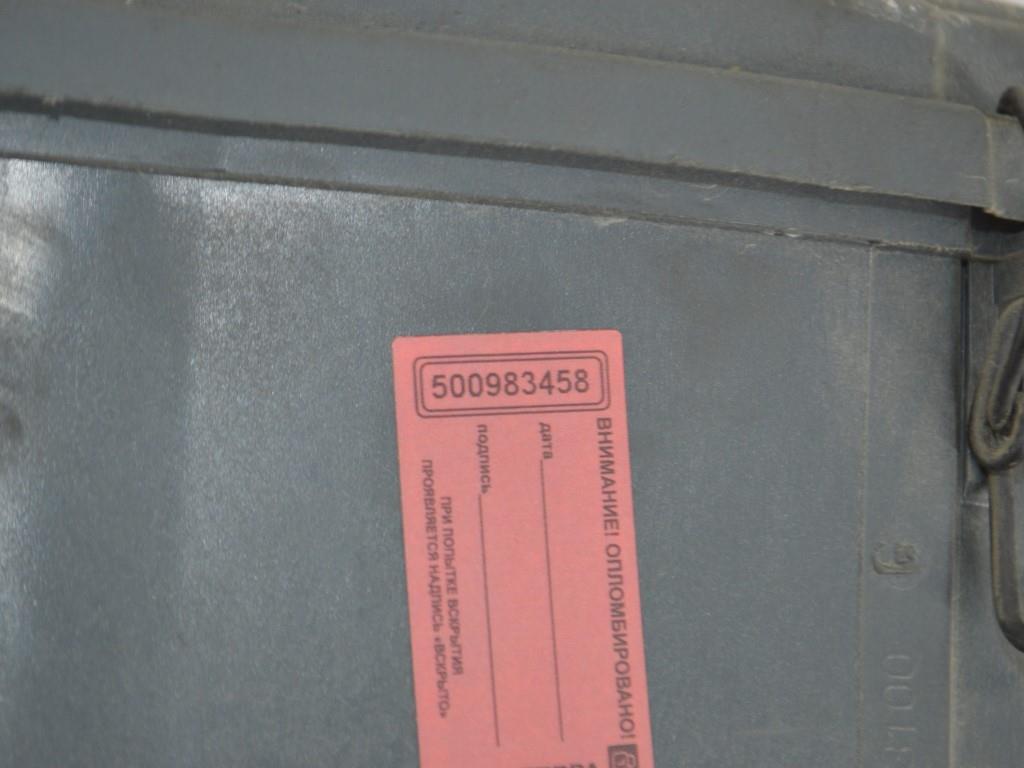 500983458
ВНИМАНИЕ! ОПЛОМБИРОВАНО!
дата
подпись
ПРИ ПОПЫТКЕ ВСКРЫТИЯ
ПРОЯВЛЯЕТСЯ НАДПИСЬ «ВСКРЫТО»